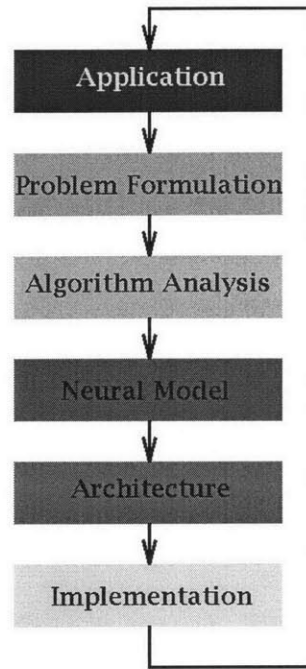 Application
Problem Formulation
Algorithm Analysis
Neural Model
Architecture
Implementation